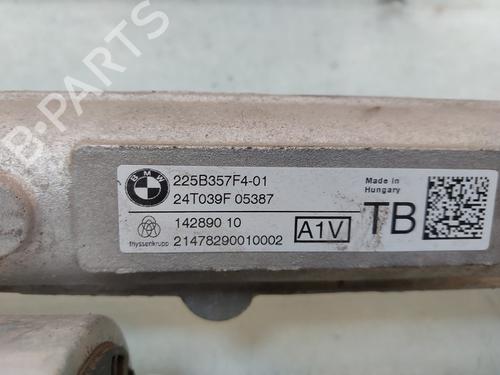 B-PARTS
BMW
225B357F4-01
24T039F 05387
Made in
Hungary
thyssenkrupp
142890 10
21478290010002
A1V
TB